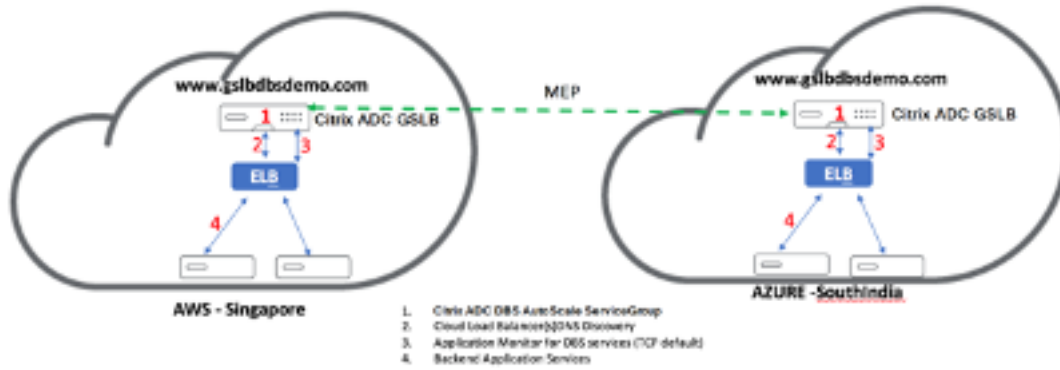 www.gslbdbsdemo.com
1
Citrix ADC GSLB
2
3
ELB
4
AWS - Singapore
MEP
www.gslbdbsdemo.com
1
Citrix ADC GSLB
2
3
ELB
4
AZURE -SouthIndia
1. Citrix ADC DBS AutoScale ServiceGroup
2. Cloud Load Balancer(s)DNS Discovery
3. Application Monitor for DBS services (TCP default)
4. Backend Application Services